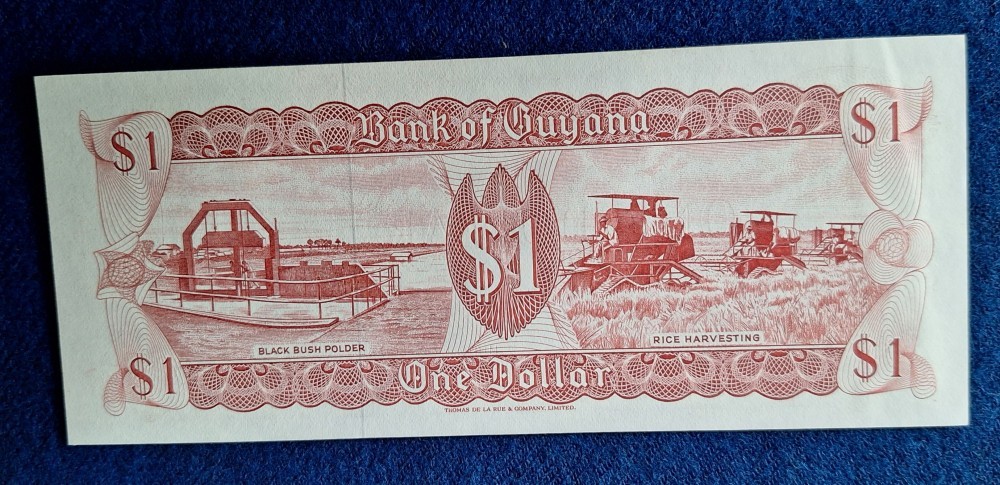 Bank of Guyana
$1
$1
$1
BLACK BUSH POLDER
RICE HARVESTING
$1
One Dollar
$1
THOMAS DE LA RUE & COMPANY, LIMITED.